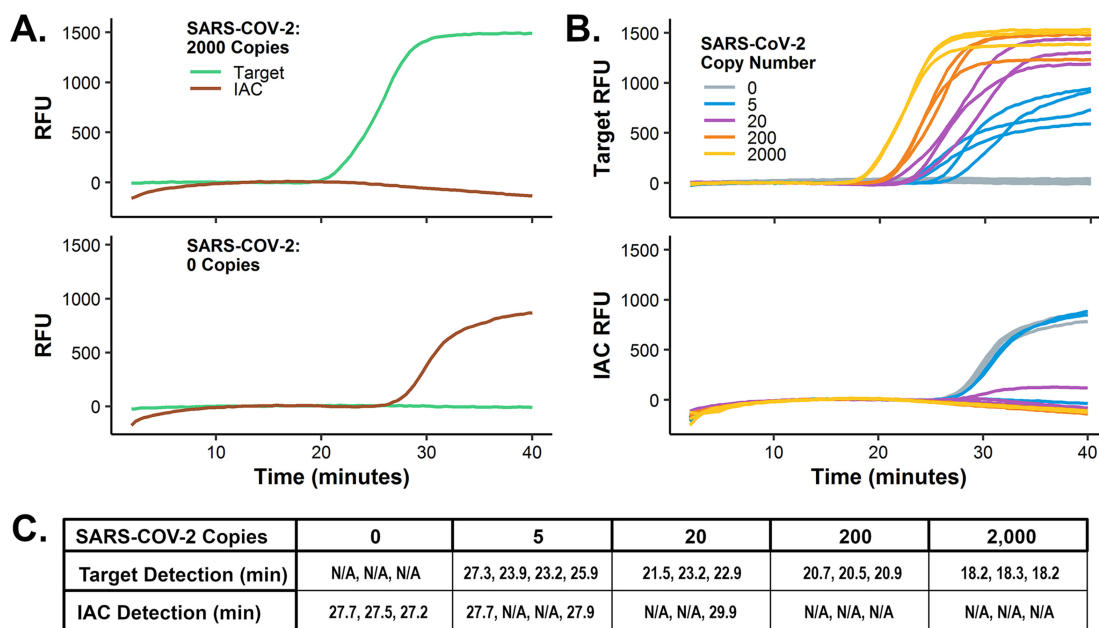 A.
SARS-COV-2:
2000 Copies
Target
IAC
RFU
1500
1000
500
0
SARS-COV-2:
0 Copies
RFU
1500
1000
500
0
10
20
30
40
Time (minutes)
B.
SARS-CoV-2
Copy Number
0
5
20
200
2000
Target RFU
1500
1000
500
0
IAC RFU
1500
1000
500
0
10
20
30
40
Time (minutes)
C.
SARS-COV-2 Copies 0 5 20 200 2,000
Target Detection (min) N/A, N/A, N/A 27.3, 23.9, 23.2, 25.9 21.5, 23.2, 22.9 20.7, 20.5, 20.9 18.2, 18.3, 18.2
IAC Detection (min) 27.7, 27.5, 27.2 27.7, N/A, N/A, 27.9 N/A, N/A, 29.9 N/A, N/A, N/A N/A, N/A, N/A